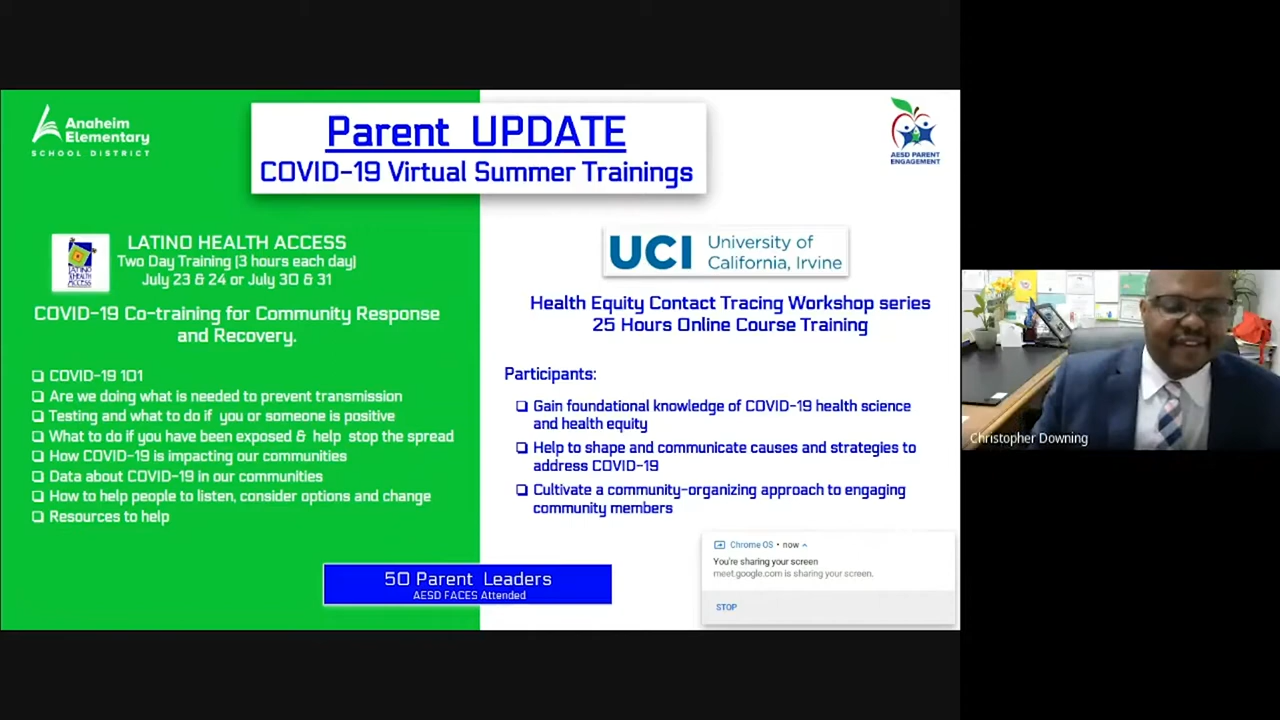 Anaheim
Elementary
SCHOOL DISTRICT
Parent UPDATE
COVID-19 Virtual Summer Trainings
AESD PARENT
ENGAGEMENT
LATINO
HEALTH
ACCESS
LATINO HEALTH ACCESS
Two Day Training (3 hours each day)
July 23 & 24 or July 30 & 31
COVID-19 Co-training for Community Response
and Recovery.
❑ COVID-19 101
❑ Are we doing what is needed to prevent transmission
❑ Testing and what to do if you or someone is positive
❑ What to do if you have been exposed & help stop the spread
❑ How COVID-19 is impacting our communities
❑ Data about COVID-19 in our communities
❑ How to help people to listen, consider options and change
❑ Resources to help
UCI University of
California, Irvine
Health Equity Contact Tracing Workshop series
25 Hours Online Course Training
Participants:
❑ Gain foundational knowledge of COVID-19 health science
and health equity
❑ Help to shape and communicate causes and strategies to
address COVID-19
❑ Cultivate a community-organizing approach to engaging
community members
50 Parent Leaders
AESD FACES Attended
Chrome OS • now
You're sharing your screen
meet.google.com is sharing your screen.
STOP
Christopher Downing